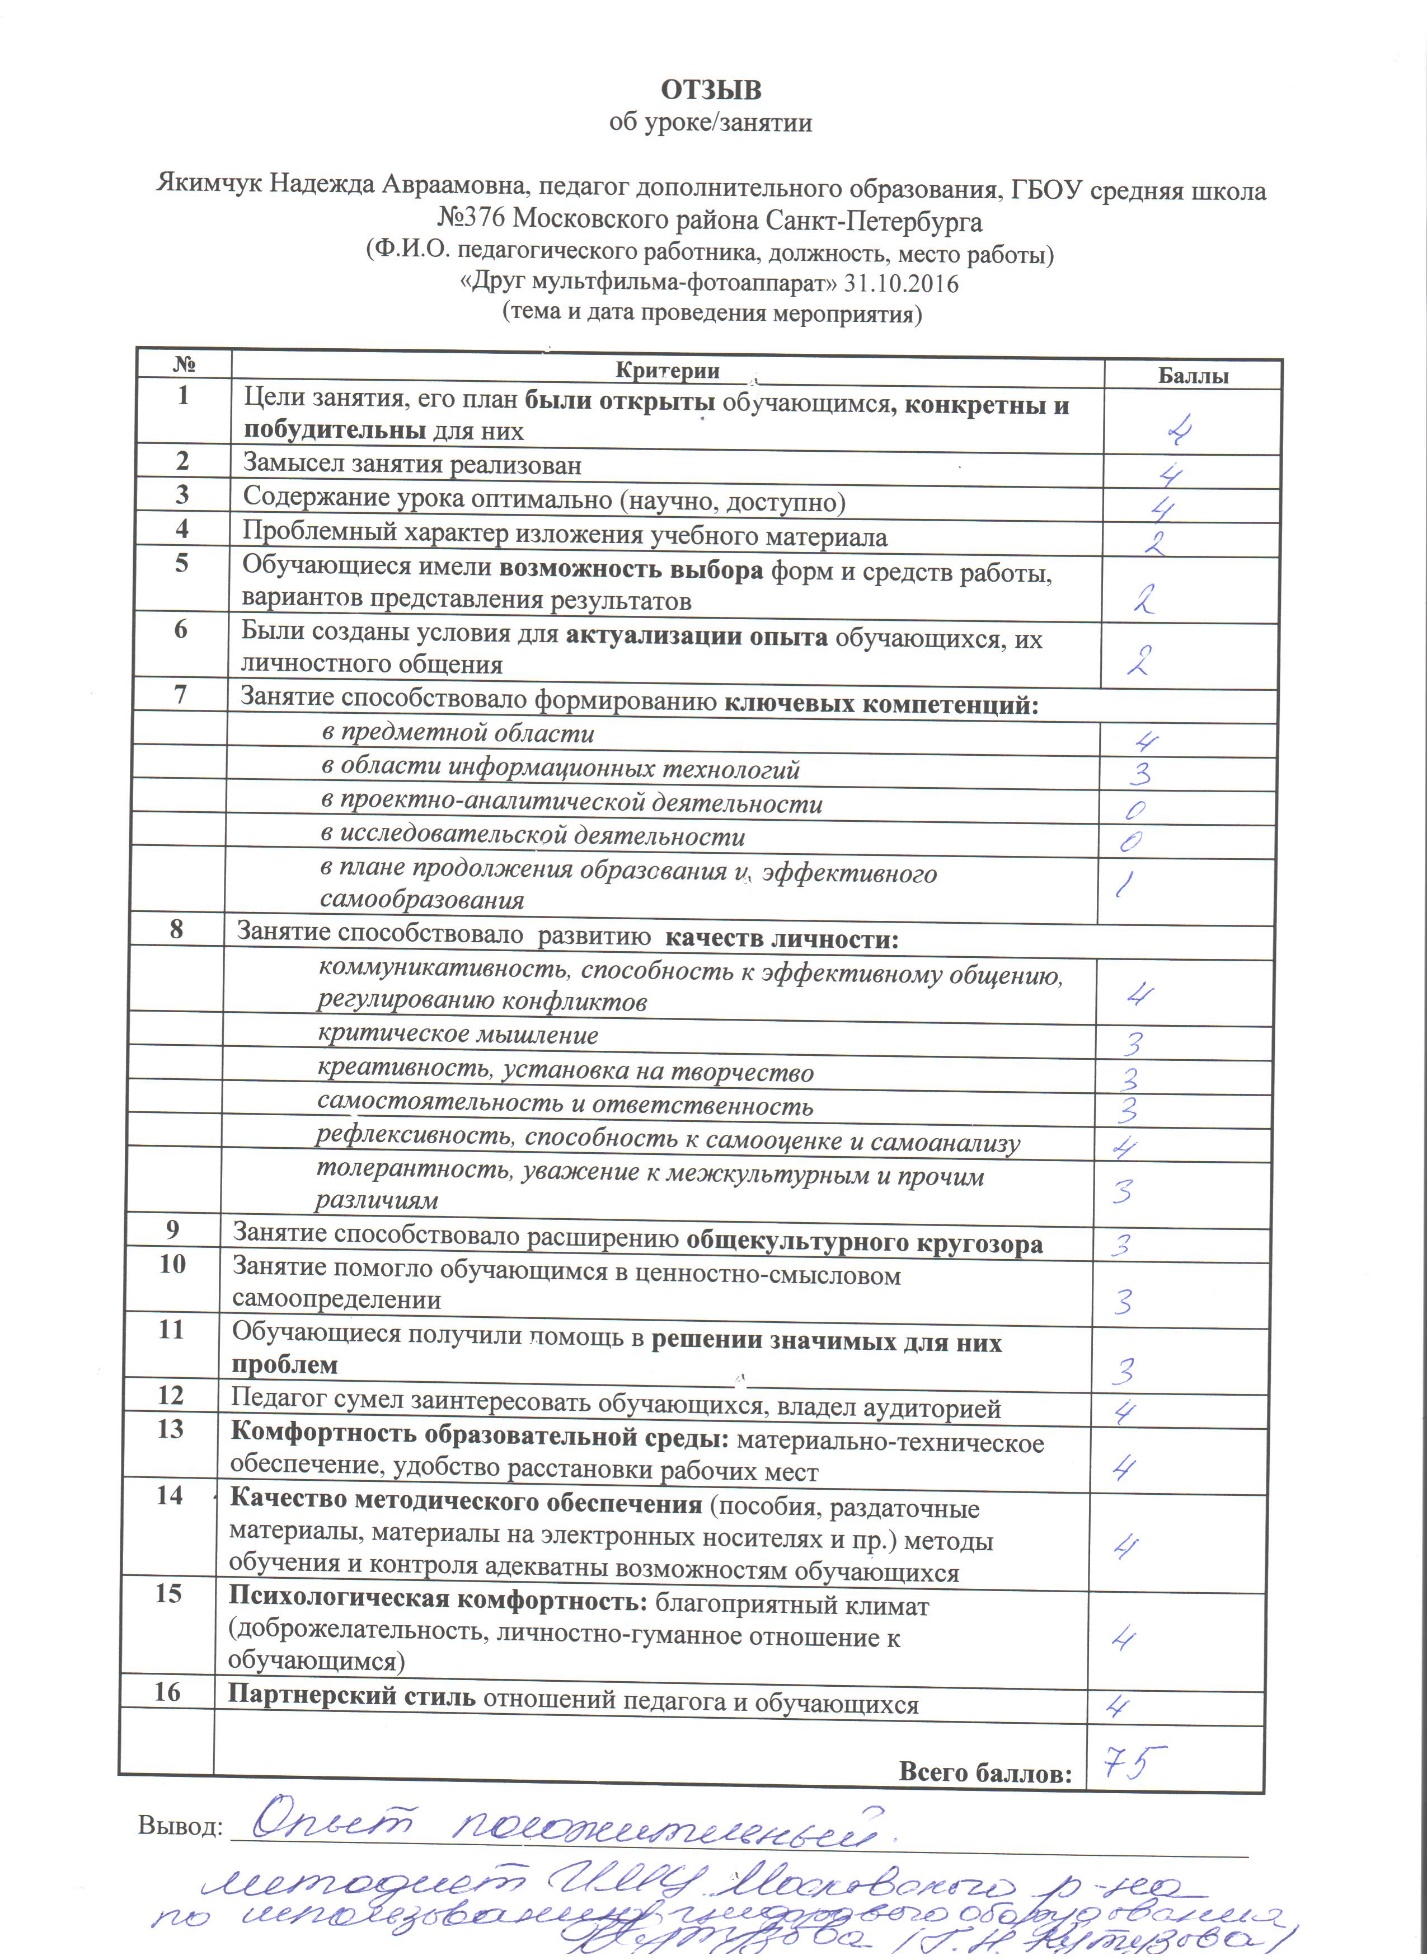 ОТЗЫВ
об уроке/занятии
Якимчук Надежда Авраамовна, педагог дополнительного образования, ГБОУ средняя школа
№376 Московского района Санкт-Петербурга
(Ф.И.О. педагогического работника, должность, место работы)
«Друг мультфильма-фотоаппарат» 31.10.2016
(тема и дата проведения мероприятия)
№ Критерии Баллы
1 Цели занятия, его план были открыты обучающимся, конкретны и
побудительны для них 4
2 Замысел занятия реализован 4
3 Содержание урока оптимально (научно, доступно) 4
4 Проблемный характер изложения учебного материала 2
5 Обучающиеся имели возможность выбора форм и средств работы,
вариантов представления результатов 2
6 Были созданы условия для актуализации опыта обучающихся, их
личностного общения 2
7 Занятие способствовало формированию ключевых компетенций:
в предметной области 4
в области информационных технологий 3
в проектно-аналитической деятельности 0
в исследовательской деятельности 0
в плане продолжения образования и эффективного
самообразования 1
8 Занятие способствовало развитию качеств личности:
коммуникативность, способность к эффективному общению,
регулированию конфликтов 4
критическое мышление 3
креативность, установка на творчество 3
самостоятельность и ответственность 3
рефлексивность, способность к самооценке и самоанализу 4
толерантность, уважение к межкультурным и прочим
различиям 3
9 Занятие способствовало расширению общекультурного кругозора 3
10 Занятие помогло обучающимся в ценностно-смысловом
самоопределении 3
11 Обучающиеся получили помощь в решении значимых для них
проблем 3
12 Педагог сумел заинтересовать обучающихся, владел аудиторией 4
13 Комфортность образовательной среды: материально-техническое
обеспечение, удобство расстановки рабочих мест 4
14 Качество методического обеспечения (пособия, раздаточные
материалы, материалы на электронных носителях и пр.) методы
обучения и контроля адекватны возможностям обучающихся 4
15 Психологическая комфортность: благоприятный климат
(доброжелательность, личностно-гуманное отношение к
обучающимся) 4
16 Партнерский стиль отношений педагога и обучающихся 4
Всего баллов: 75
Вывод: Опыт положительный.
методист ИМЦ Московского р-на
по использованию цифрового оборудования
(Г.Н. Кутузова)